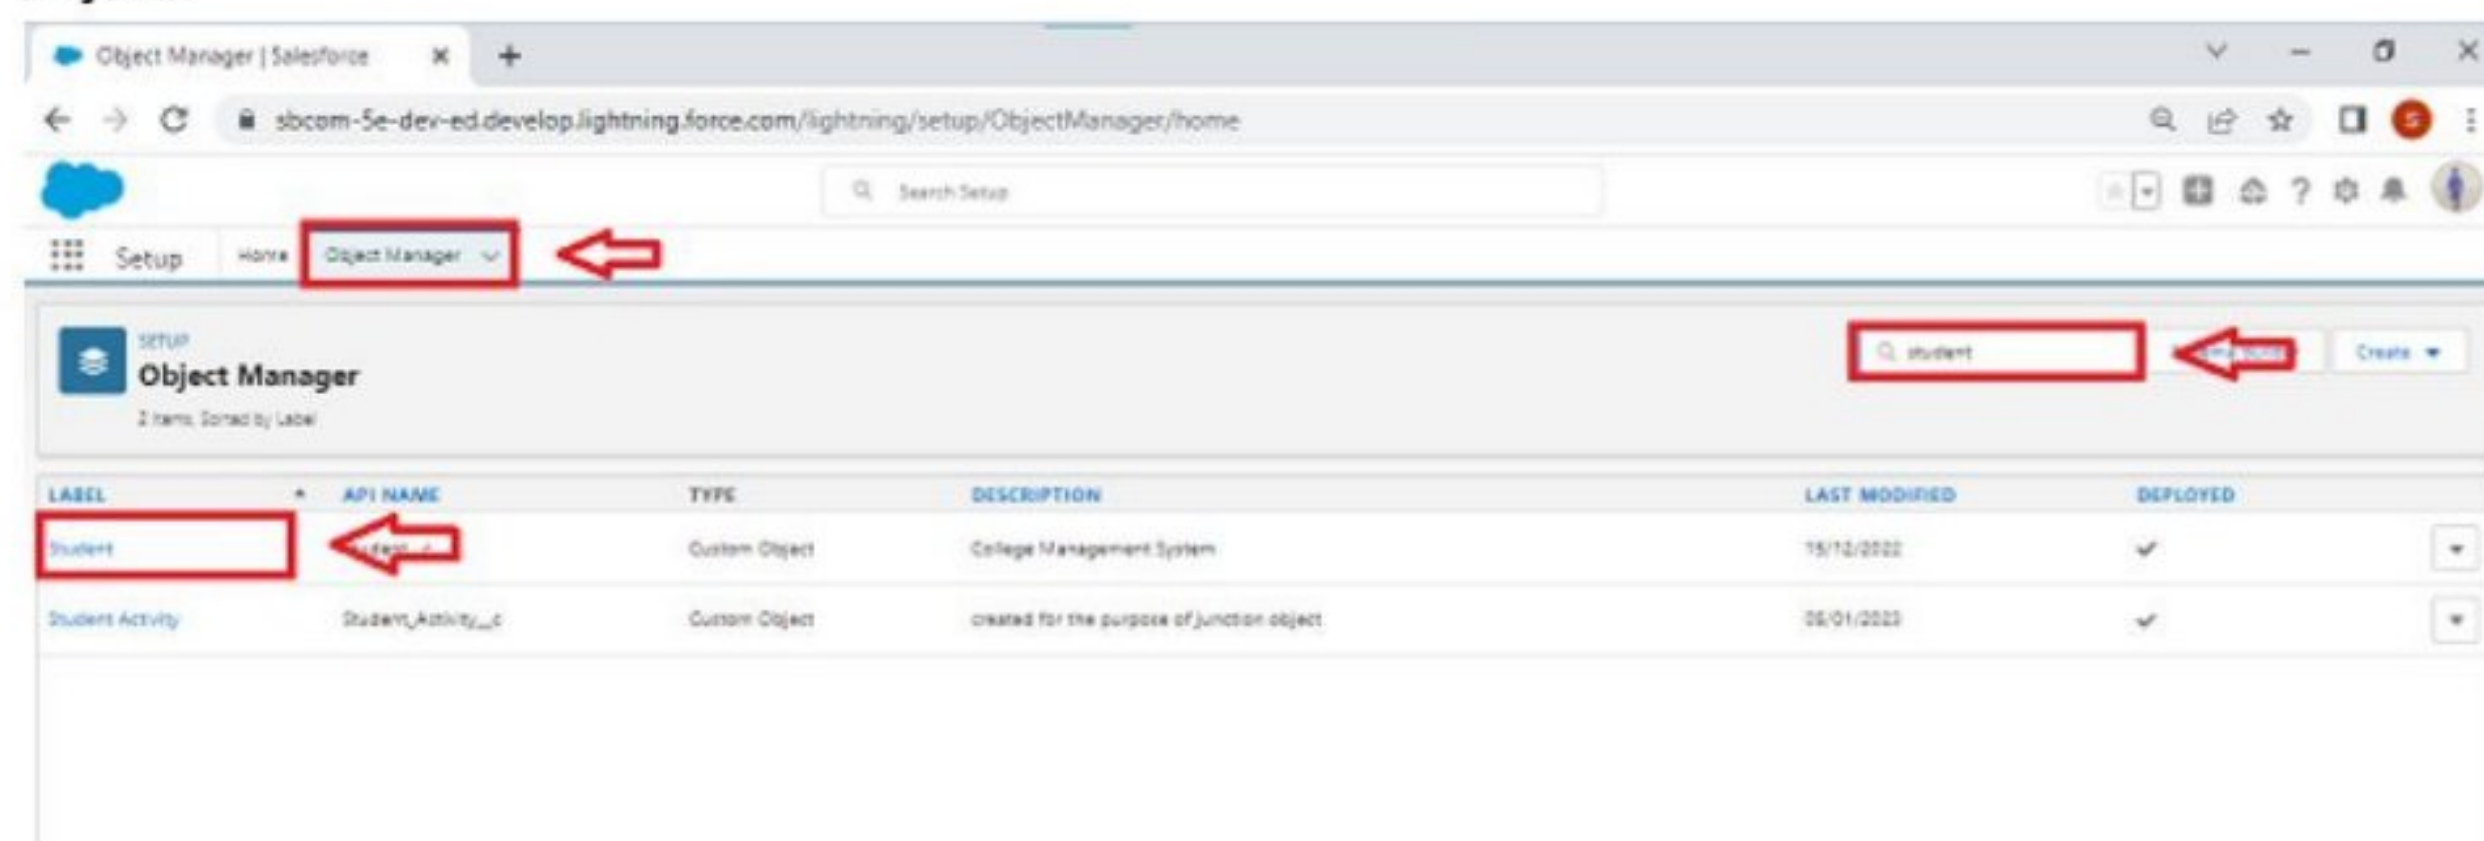 Object Manager | Salesforce
sbcom-5e-dev-ed.develop.lightning.force.com/lightning/setup/ObjectManager/home
S
Search Setup
Setup Home Object Manager
SETUP
Object Manager
2 items, Sorted by Label
student
Create
LABEL API NAME TYPE DESCRIPTION LAST MODIFIED DEPLOYED
Student Custom Object College Management System 15/12/2022
Student Activity Student_Activity__c Custom Object created for the purpose of junction object